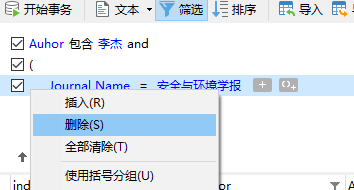 开始事务 文本 筛选 排序
Auhor 包含 李杰 and
(
Journal Name = 安全与环境学报
插入(R)
删除(S)
全部清除(T)
使用括号分组(U)
ind or A